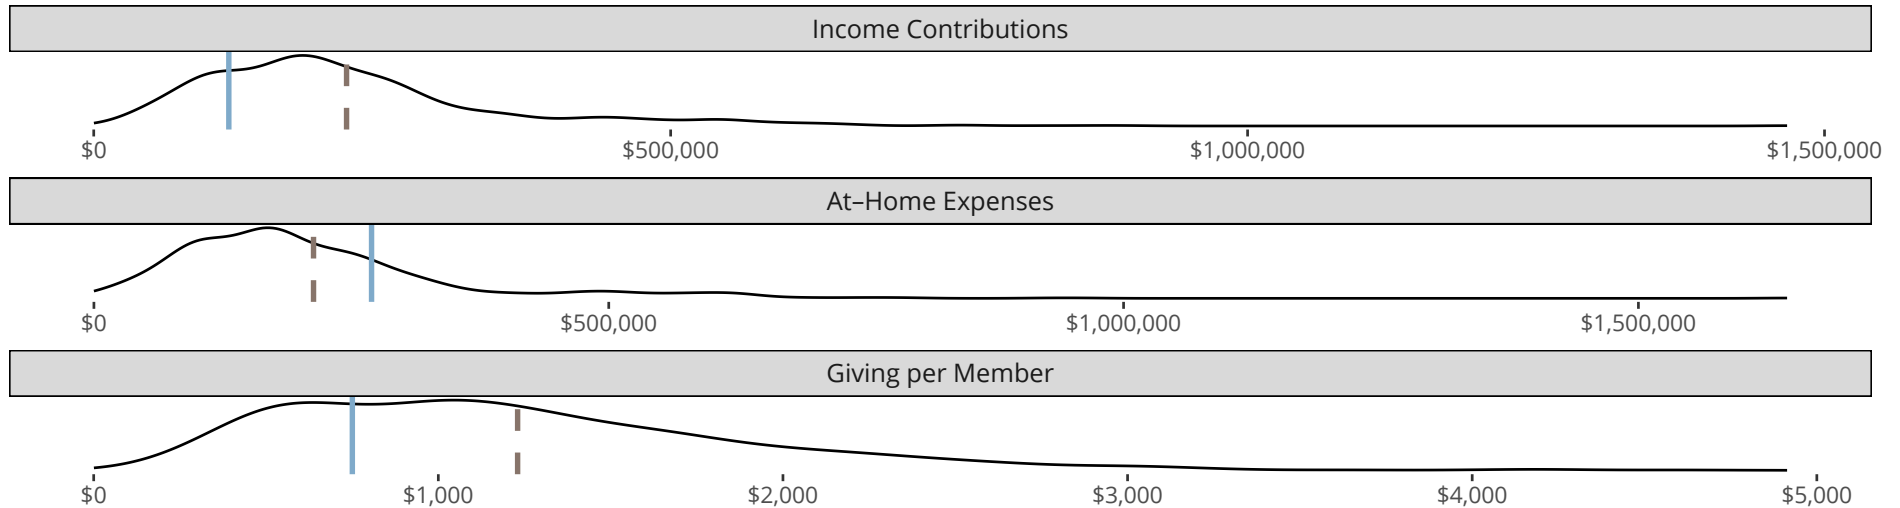 Income Contributions
$0 $500,000 $1,000,000 $1,500,000
At–Home Expenses
$0 $500,000 $1,000,000 $1,500,000
Giving per Member
$0 $1,000 $2,000 $3,000 $4,000 $5,000